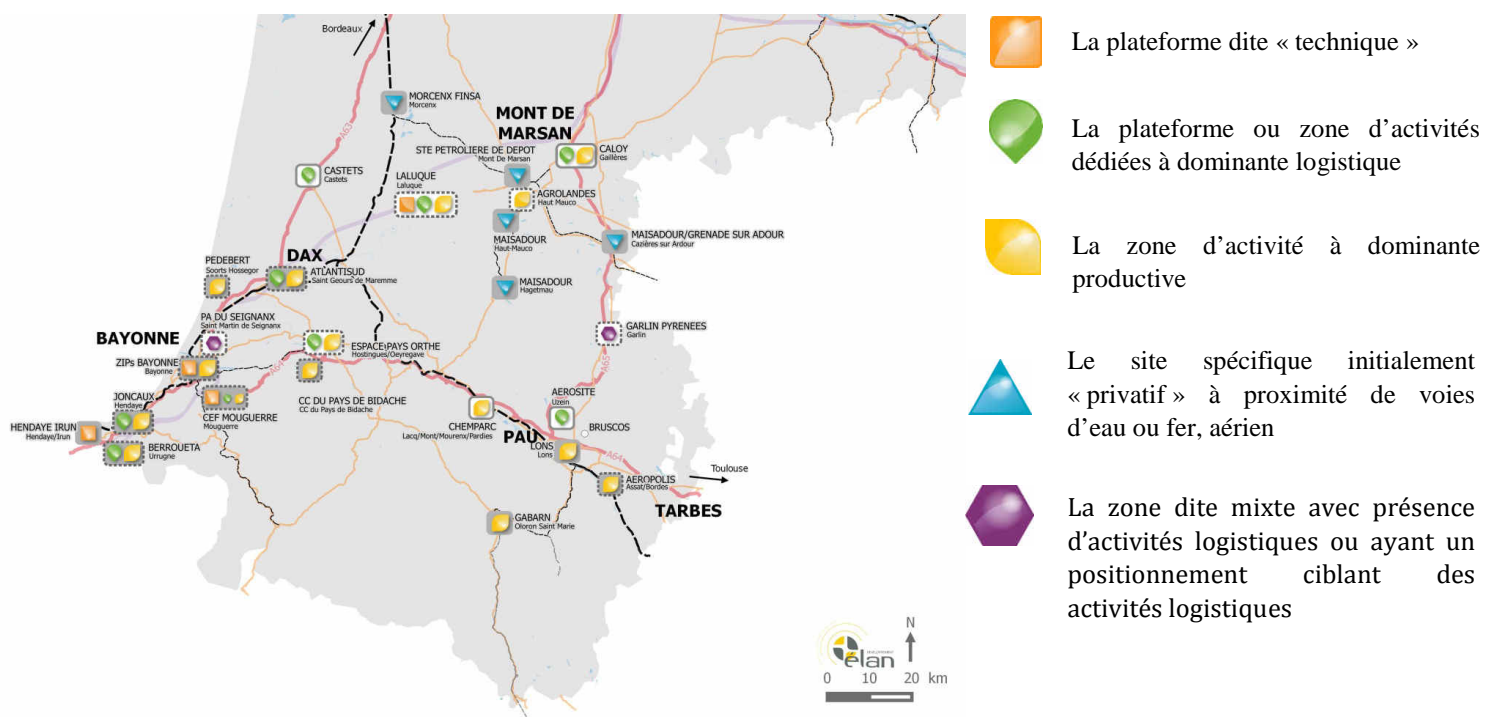 Bordeaux
A63
MORCENX FINSA
Morcenx
MONT DE
MARSAN
STE PETROLIERE DE DEPOT
Mont De Marsan
CALOY
Gaillères
CASTETS
Castets
LALUQUE
Laluque
AGROLANDES
Haut Mauco
MAISADOUR
Haut-Mauco
MAISADOUR/GRENADE SUR ADOUR
Cazières sur Ardour
PEDEBERT
Soorts Hossegor
DAX
ATLANTISUD
Saint Geours de Maremme
MAISADOUR
Hagetmau
PA DU SEIGNANX
Saint Martin de Seignanx
GARLIN PYRENEES
Garlin
BAYONNE
ZIPs BAYONNE
Bayonne
ESPACE PAYS ORTHE
Hostingues/Oeyregave
A64
A65
JONCAUX
Hendaye
CEF MOUGUERRE
Mouguerre
CC DU PAYS DE BIDACHE
CC du Pays de Bidache
AEROSITE
Uzein
CHEMPARC
Lacq/Mont/Mourenx/Pardies
BRUSCOS
HENDAYE IRUN
Hendaye/Irun
BERROUETA
Urrugne
PAU
LONS
Lons
A64
Toulouse
AEROPOLIS
Assat/Bordes
TARBES
GABARN
Oloron Saint Marie
élan
N
0 10 20 km
La plateforme dite « technique »
La plateforme ou zone d’activités
dédiées à dominante logistique
La zone d’activité à dominante
productive
Le site spécifique initialement
« privatif » à proximité de voies
d’eau ou fer, aérien
La zone dite mixte avec présence
d’activités logistiques ou ayant un
positionnement ciblant des
activités logistiques